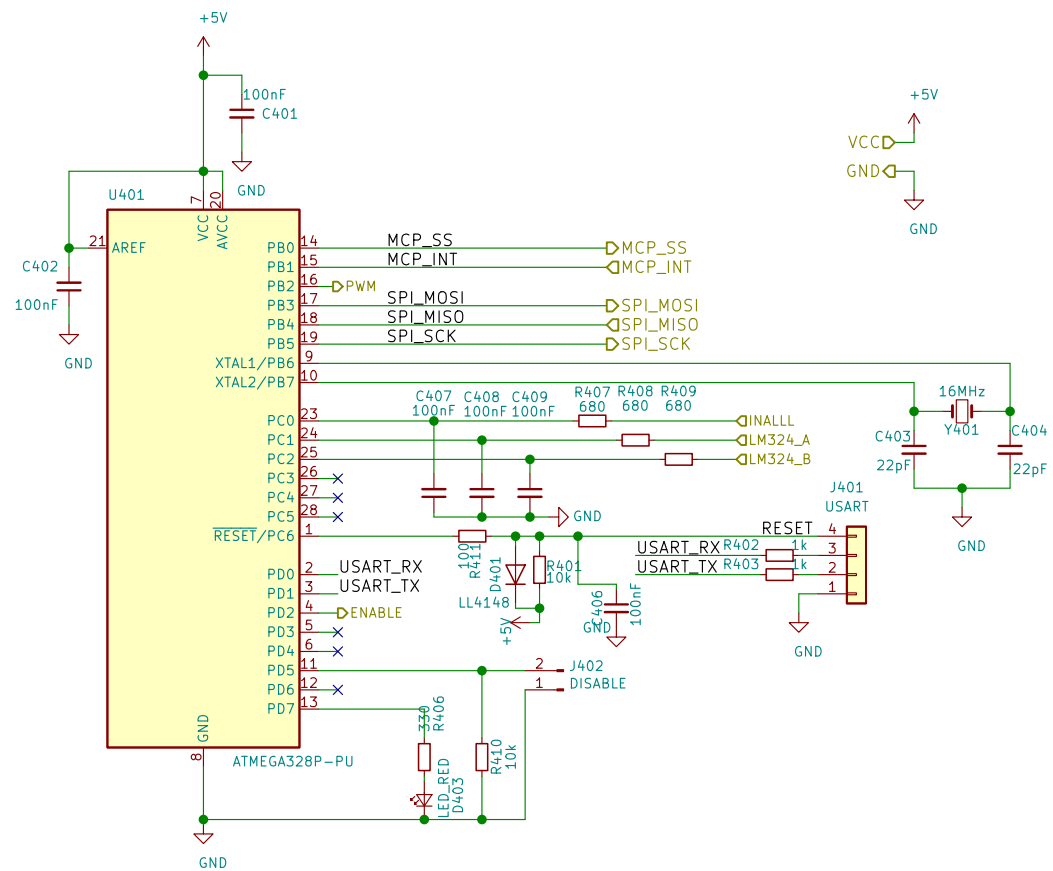 +5V
100nF
C401
+5V
VCC
GND
GND
GND
U401
7
20
VCC
AVCC
21
AREF
C402
100nF
GND
PB0
14
MCP_SS
MCP_SS
PB1
15
MCP_INT
MCP_INT
PB2
16
PWM
PB3
17
SPI_MOSI
SPI_MOSI
PB4
18
SPI_MISO
SPI_MISO
PB5
19
SPI_SCK
SPI_SCK
XTAL1/PB6
9
XTAL2/PB7
10
C407
100nF
C408
100nF
C409
100nF
R407
680
R408
680
R409
680
16MHz
Y401
C403
22pF
C404
22pF
GND
PC0
23
INALLL
PC1
24
LM324_A
PC2
25
LM324_B
PC3
26
PC4
27
PC5
28
GND
RESET/PC6
1
100
R411
RESET
J401
USART
4
3
2
1
USART_RX
R402
1k
USART_TX
R403
1k
GND
D401
LL4148
R401
10k
+5V
C406
100nF
GND
PD0
2
USART_RX
PD1
3
USART_TX
PD2
4
ENABLE
PD3
5
PD4
6
PD5
11
2
J402
PD6
12
1
DISABLE
PD7
13
330
R406
LED_RED
D403
R410
10k
GND
8
ATMEGA328P-PU
GND